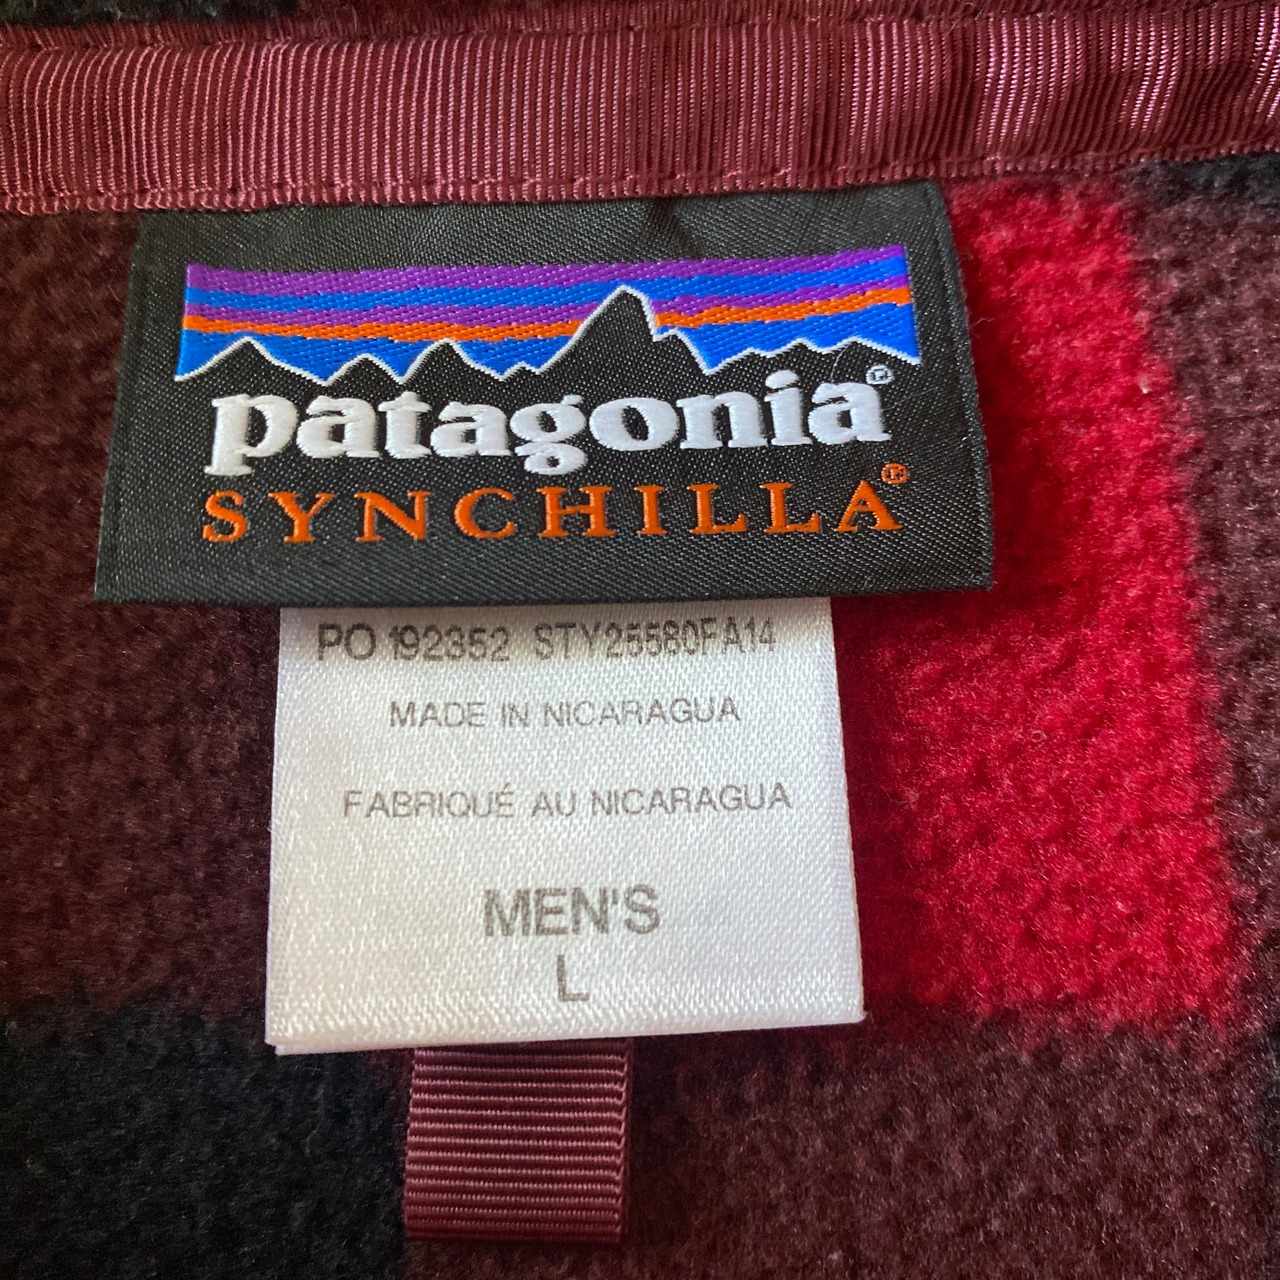 patagonia®
SYNCHILLA®
PO 192352 STY25580FA14
MADE IN NICARAGUA
FABRIQUÉ AU NICARAGUA
MEN'S
L